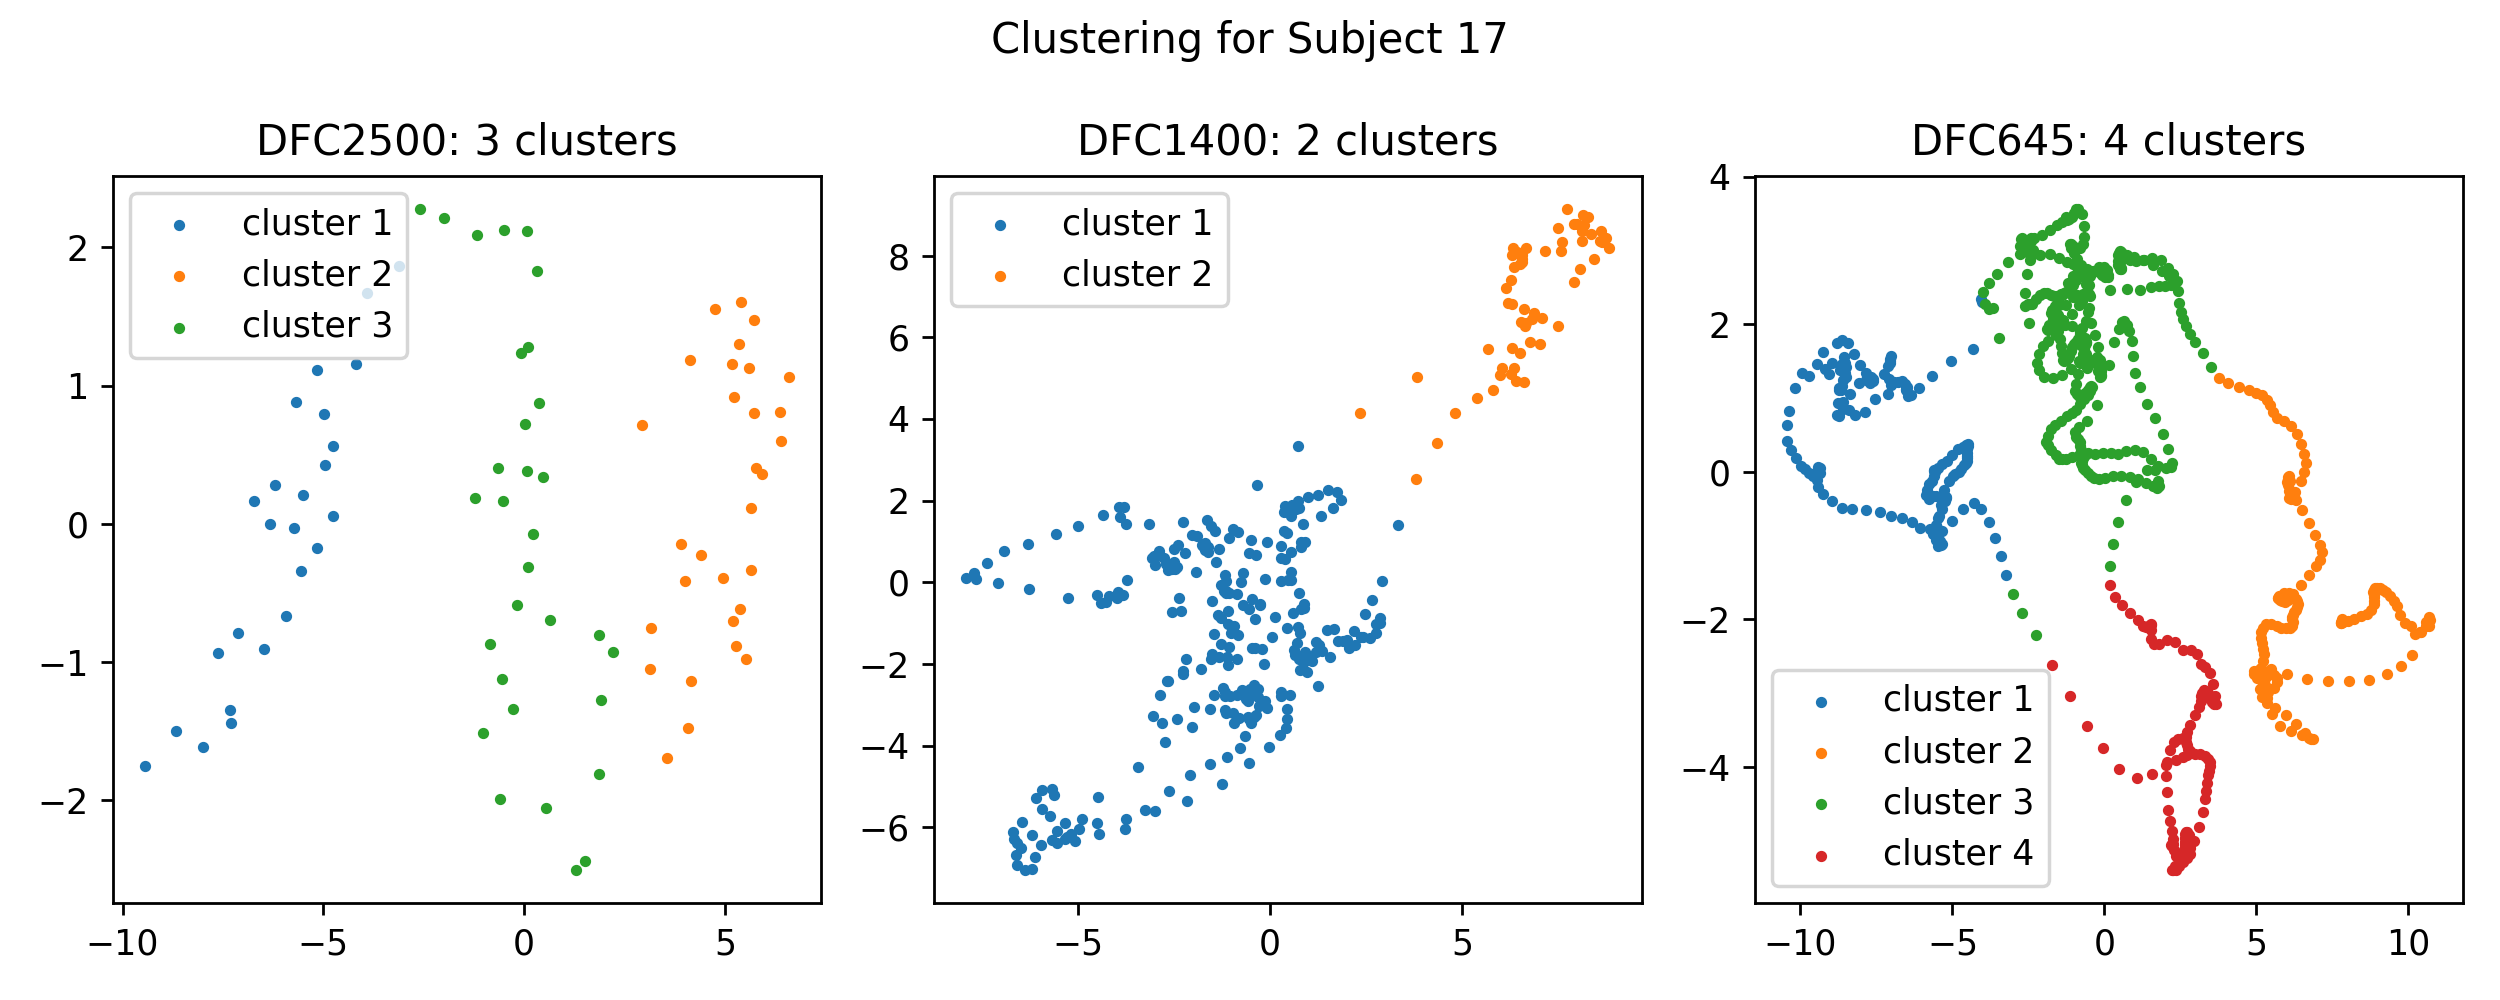 Clustering for Subject 17
DFC2500: 3 clusters
cluster 1
cluster 2
cluster 3
2
1
0
−1
−2
−10
−5
0
5
DFC1400: 2 clusters
cluster 1
cluster 2
8
6
4
2
0
−2
−4
−6
−5
0
5
DFC645: 4 clusters
4
2
0
−2
−4
cluster 1
cluster 2
cluster 3
cluster 4
−10
−5
0
5
10